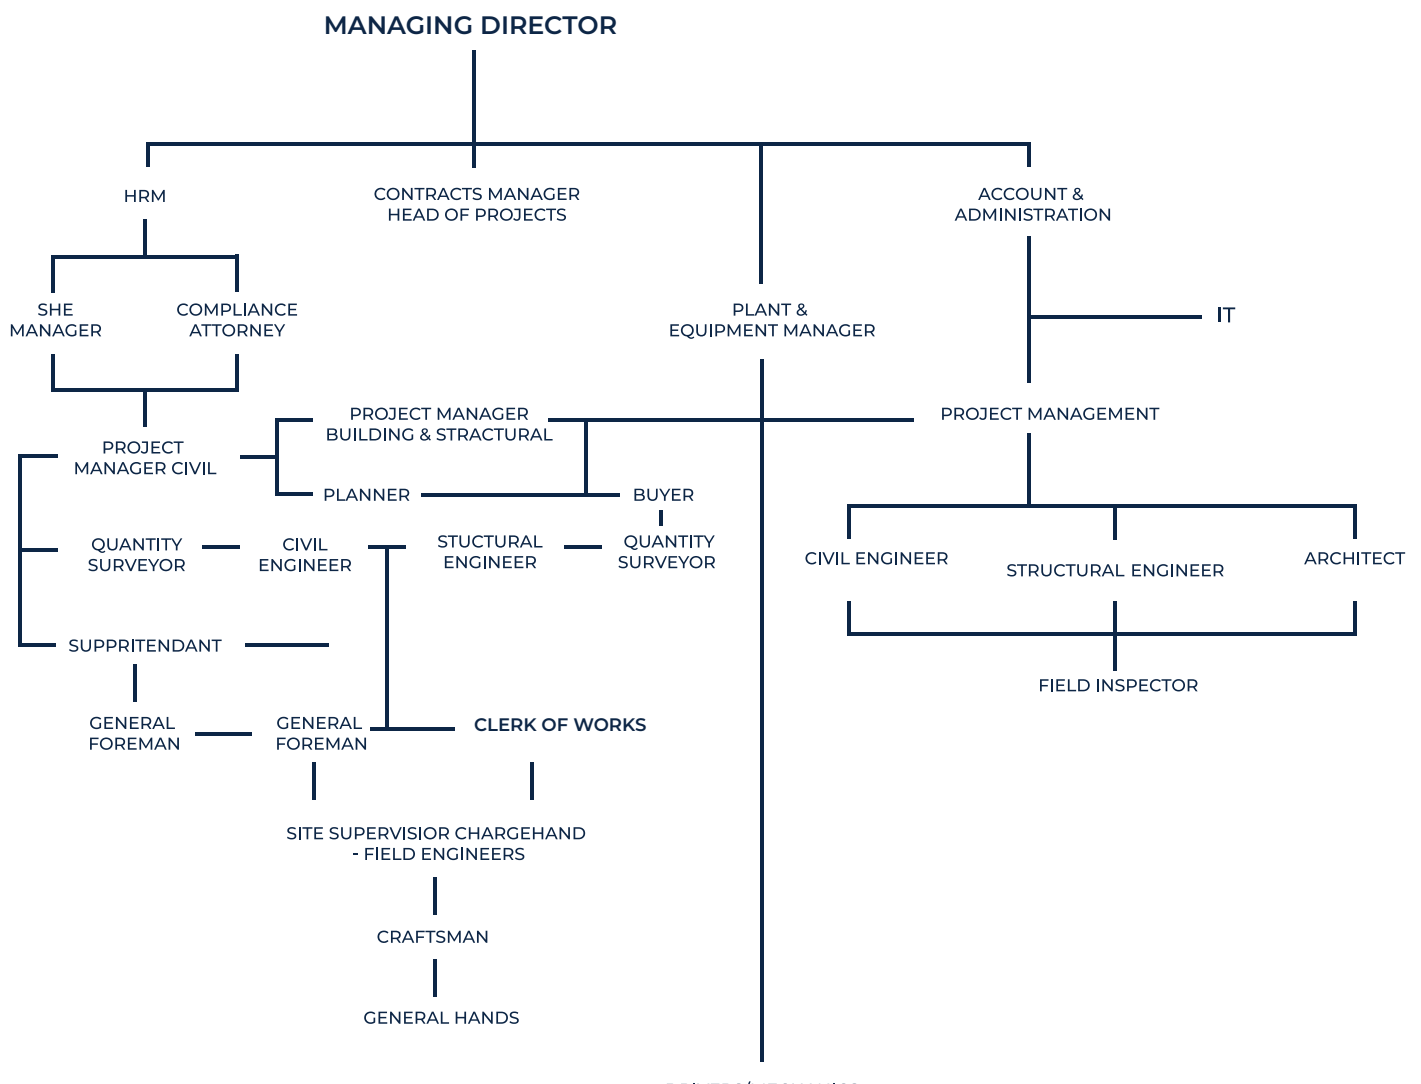 MANAGING DIRECTOR
HRM
CONTRACTS MANAGER
HEAD OF PROJECTS
ACCOUNT &
ADMINISTRATION
SHE
MANAGER
COMPLIANCE
ATTORNEY
PLANT &
EQUIPMENT MANAGER
IT
PROJECT MANAGER
BUILDING & STRACTURAL
PROJECT MANAGEMENT
PROJECT
MANAGER CIVIL
PLANNER
BUYER
QUANTITY
SURVEYOR
CIVIL
ENGINEER
STUCTURAL
ENGINEER
QUANTITY
SURVEYOR
CIVIL ENGINEER
STRUCTURAL ENGINEER
ARCHITECT
SUPPRITENDANT
FIELD INSPECTOR
GENERAL
FOREMAN
GENERAL
FOREMAN
CLERK OF WORKS
SITE SUPERVISIOR CHARGEHAND
- FIELD ENGINEERS
CRAFTSMAN
GENERAL HANDS